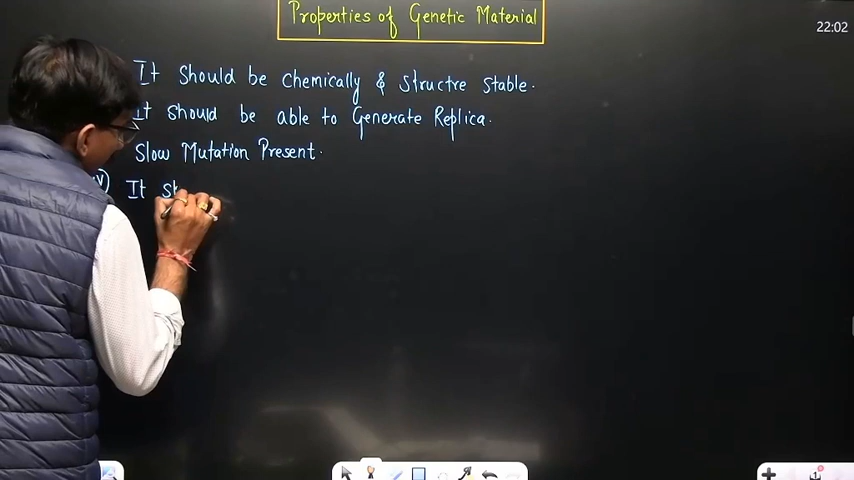 Properties of Genetic Material
22:02
It should be chemically & structre stable.
It should be able to Generate Replica.
Slow Mutation Present.
It